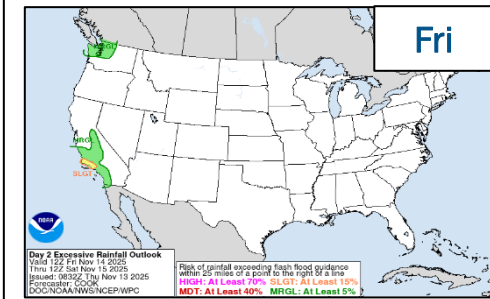 Fri
MRGL
MRGL
SLGT
NOAA
Day 2 Excessive Rainfall Outlook
Valid 12Z Fri Nov 14 2025
Thru 12Z Sat Nov 15 2025
Issued: 0832Z Thu Nov 13 2025
Forecaster: COOK
DOC/NOAA/NWS/NCEP/WPC
Risk of rainfall exceeding flash flood guidance
within 25 miles of a point to the right of a line
HIGH: At Least 70% SLGT: At Least 15%
MDT: At Least 40% MRGL: At Least 5%